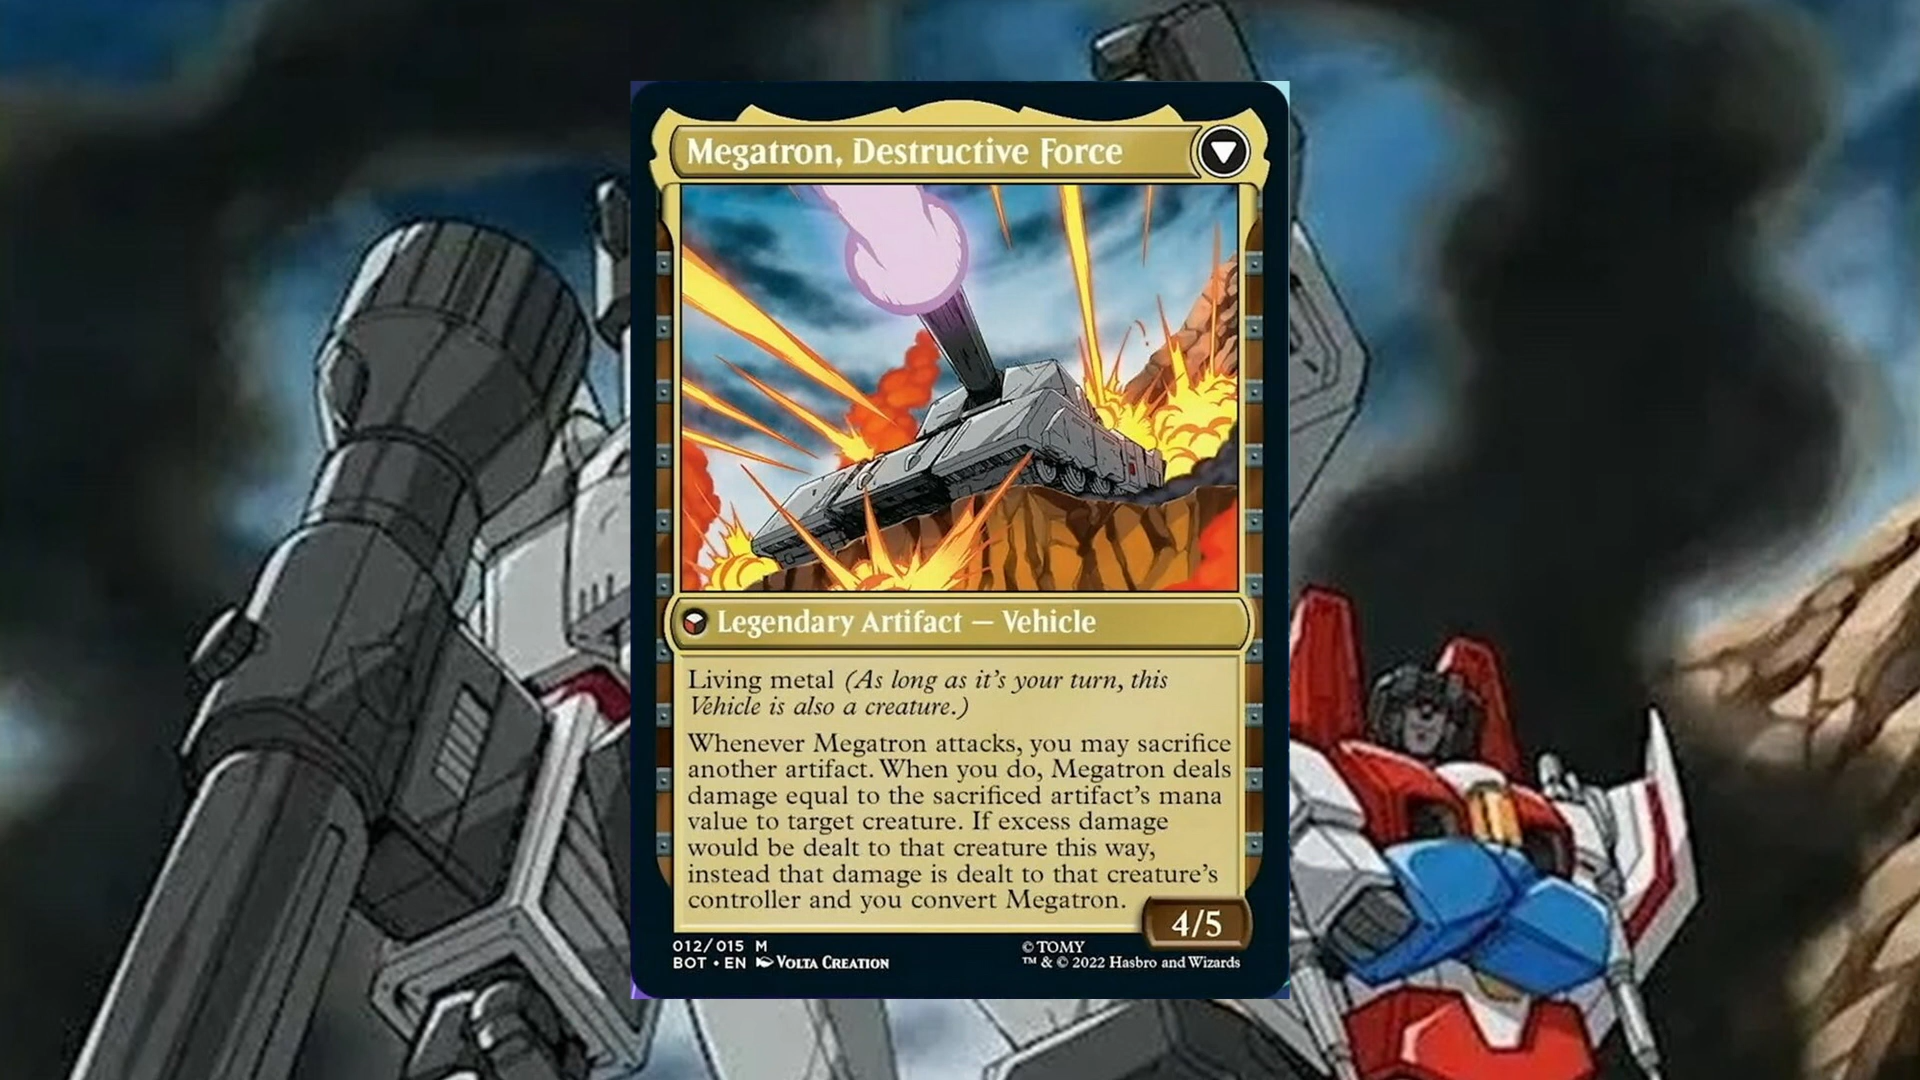 Megatron, Destructive Force
Legendary Artifact — Vehicle
Living metal (As long as it's your turn, this
Vehicle is also a creature.)
Whenever Megatron attacks, you may sacrifice
another artifact. When you do, Megatron deals
damage equal to the sacrificed artifact's mana
value to target creature. If excess damage
would be dealt to that creature this way,
instead that damage is dealt to that creature's
controller and you convert Megatron.
4/5
012/015 M
BOT • EN VOLTA CREATION
© TOMY
™ & © 2022 Hasbro and Wizards